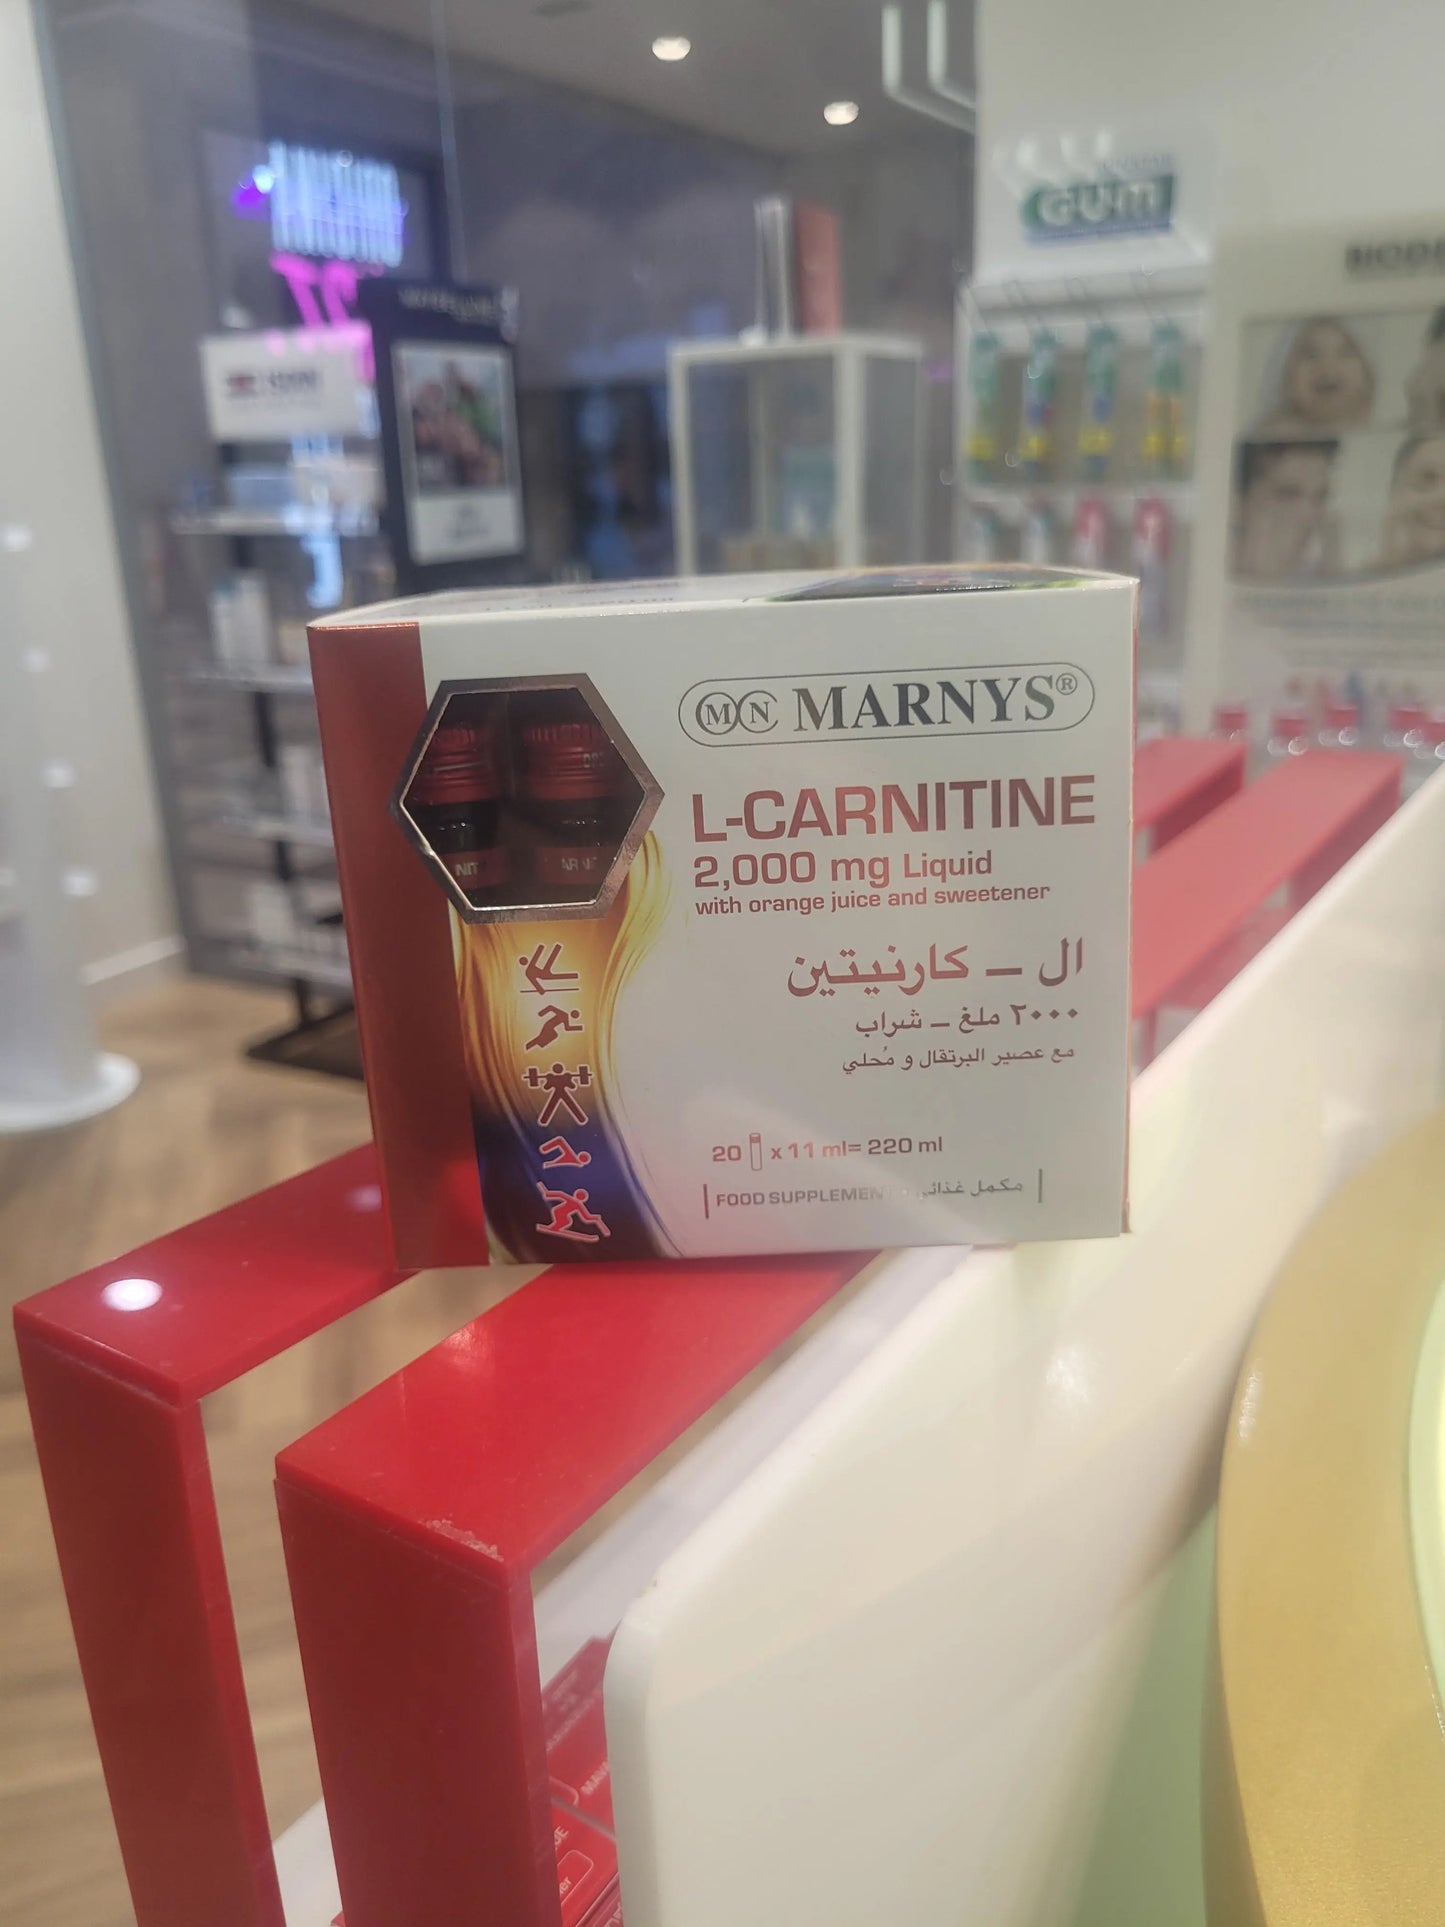 GUM
MN MARNYS®
L-CARNITINE
2,000 mg Liquid
with orange juice and sweetener
ال – كارنيتين
٢٠٠٠ ملغ – شراب
مع عصير البرتقال و مُحلي
20 x 11 ml= 220 ml
FOOD SUPPLEMENT • مكمل غذائي